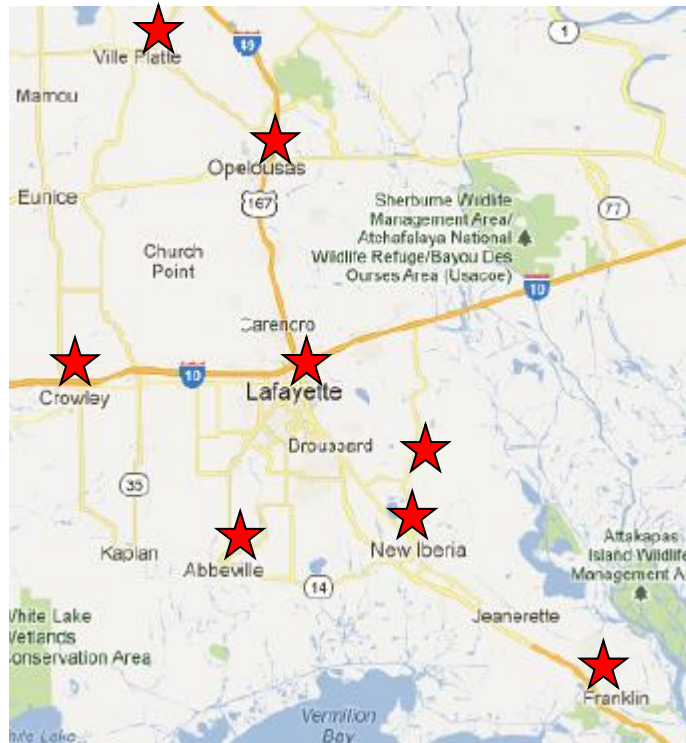 1
49
Ville Platte
Mamou
Opelousas
167
Eunice
77
Sherburne Wildlife
Management Area/
Atchafalaya National
Wildlife Refuge/Bayou Des
Ourses Area (Usacoe)
Church
Point
10
Carencro
10
Crowley
Lafayette
Broussard
35
Kaplan
Abbeville
New Iberia
14
Attakapas
Island Wildlife
Management A
Jeanerette
White Lake
Wetlands
Conservation Area
Franklin
Vermilion
Bay
White Lake